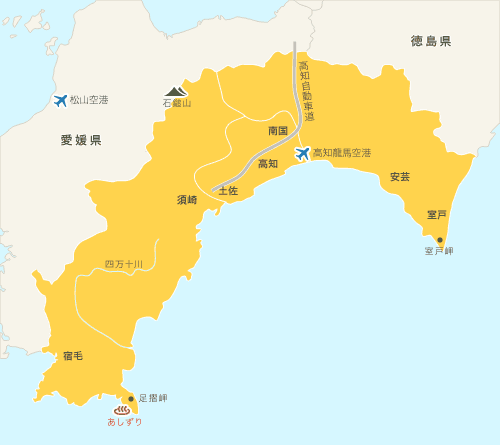 徳島県
高知自動車道
松山空港
石鎚山
愛媛県
南国
高知龍馬空港
高知
安芸
土佐
須崎
室戸
室戸岬
四万十川
宿毛
足摺岬
あしずり